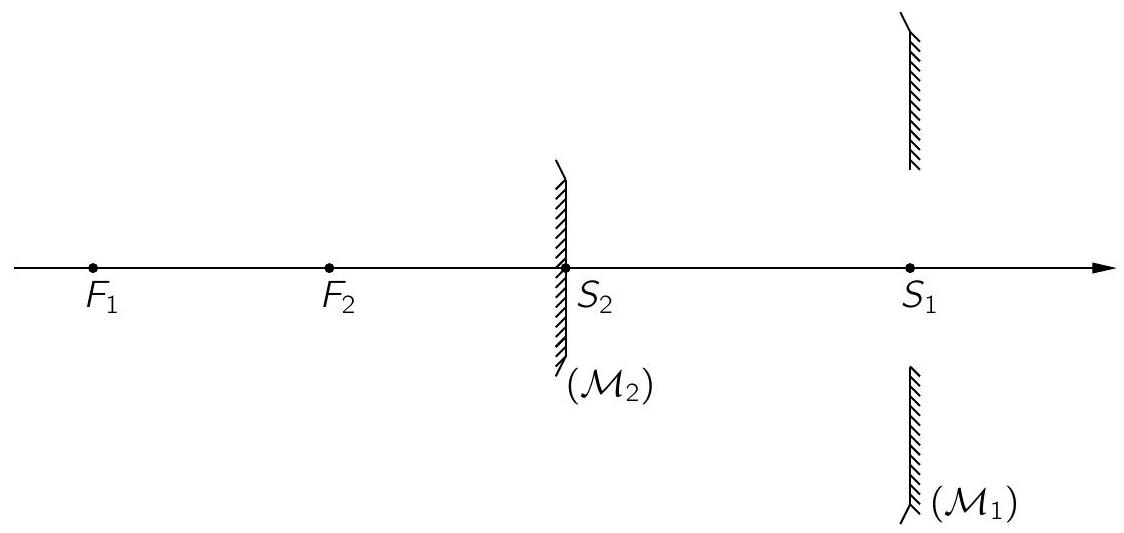 F₁ F₂ S₂ S₁
(ℳ₂)
(ℳ₁)